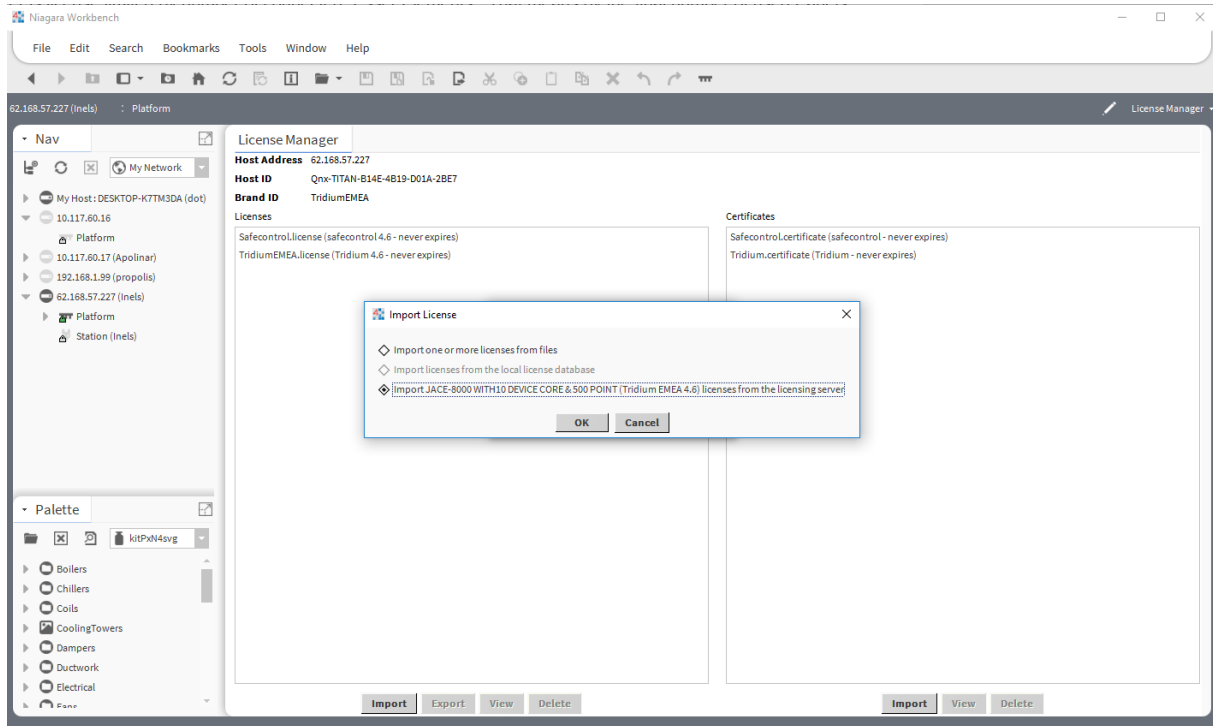 Niagara Workbench
File Edit Search Bookmarks Tools Window Help
62.168.57.227 (Inels) : Platform License Manager
Nav
My Network
My Host : DESKTOP-K7TM3DA (dot)
10.117.60.16
Platform
10.117.60.17 (Apolinar)
192.168.1.99 (propolis)
62.168.57.227 (Inels)
Platform
Station (Inels)
Palette
kitPxN4svg
Boilers
Chillers
Coils
CoolingTowers
Dampers
Ductwork
Electrical
Fans
License Manager
Host Address 62.168.57.227
Host ID Qnx-TITAN-B14E-4B19-D01A-2BE7
Brand ID TridiumEMEA
Licenses
Safecontrol.license (safecontrol 4.6 - never expires)
TridiumEMEA.license (Tridium 4.6 - never expires)
Import Export View Delete
Certificates
Safecontrol.certificate (safecontrol - never expires)
Tridium.certificate (Tridium - never expires)
Import View Delete
Import License
Import one or more licenses from files
Import licenses from the local license database
Import JACE-8000 WITH10 DEVICE CORE & 500 POINT (Tridium EMEA 4.6) licenses from the licensing server
OK Cancel